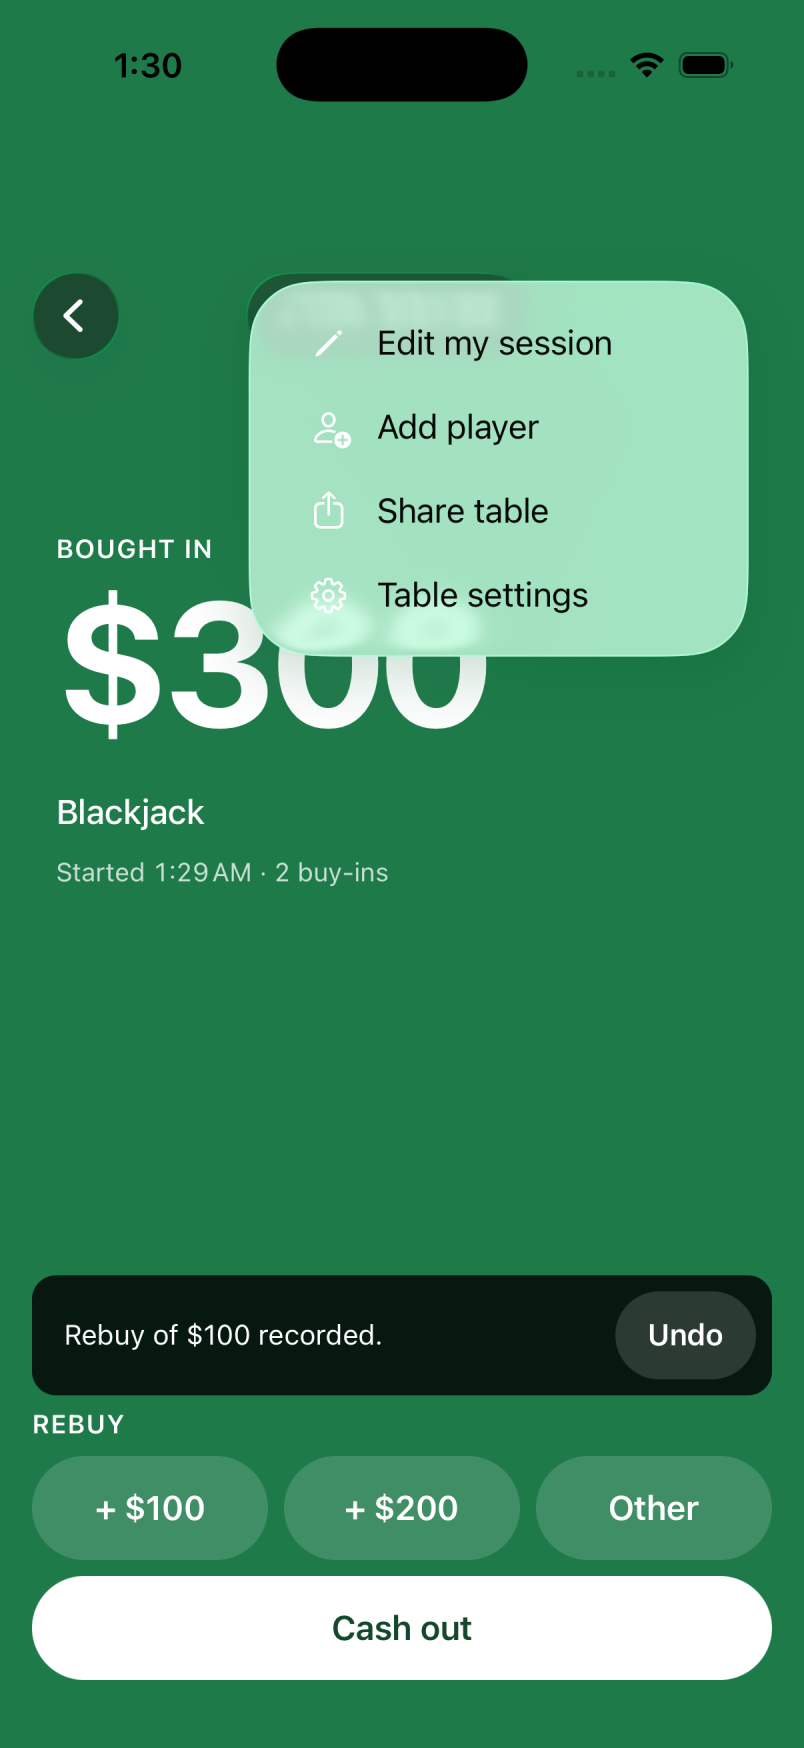 1:30
Edit my session
Add player
Share table
Table settings
BOUGHT IN
$300
Blackjack
Started 1:29 AM · 2 buy-ins
Rebuy of $100 recorded.
Undo
REBUY
+ $100
+ $200
Other
Cash out